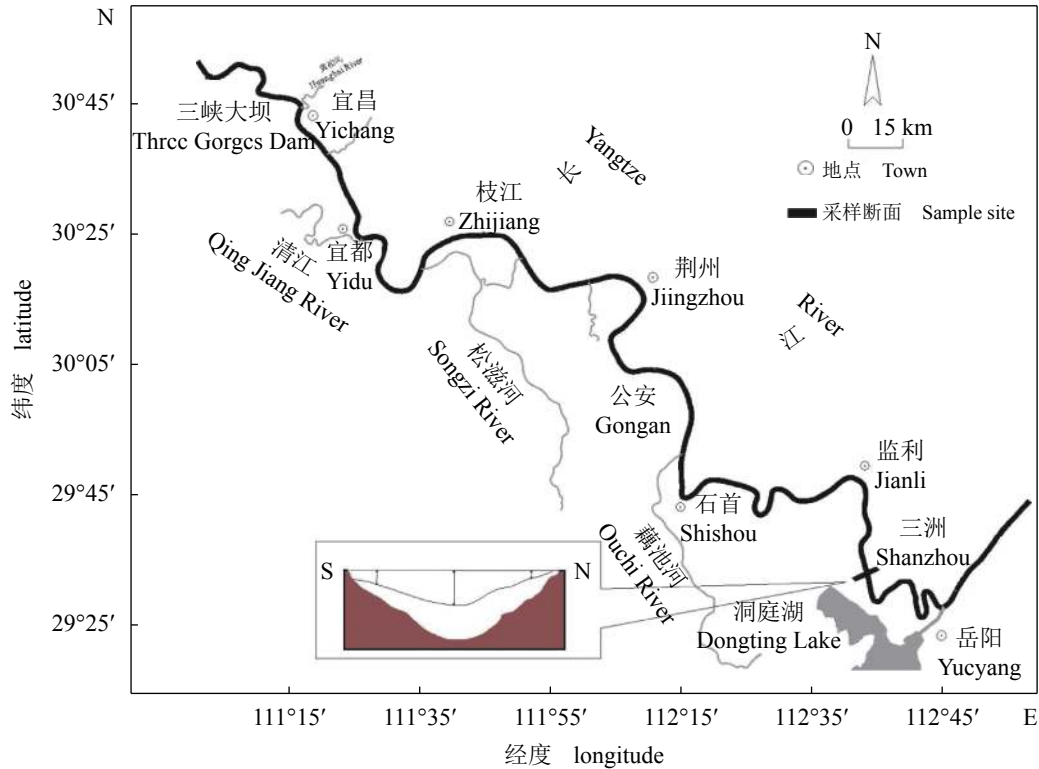 N
N
0 15 km
地点 Town
采样断面 Sample site
Huangbai River
三峡大坝
Thrcc Gorgcs Dam
宜昌
Yichang
长
Yangtze
枝江
Zhijiang
清江
Qing Jiang River
宜都
Yidu
荆州
Jiingzhou
江
River
松滋河
Songzi River
公安
Gongan
监利
Jianli
石首
Shishou
三洲
Shanzhou
藕池河
Ouchi River
S
N
洞庭湖
Dongting Lake
岳阳
Yucyang
30°45′
30°25′
30°05′
29°45′
29°25′
纬度 latitude
111°15′
111°35′
111°55′
112°15′
112°35′
112°45′
E
经度 longitude